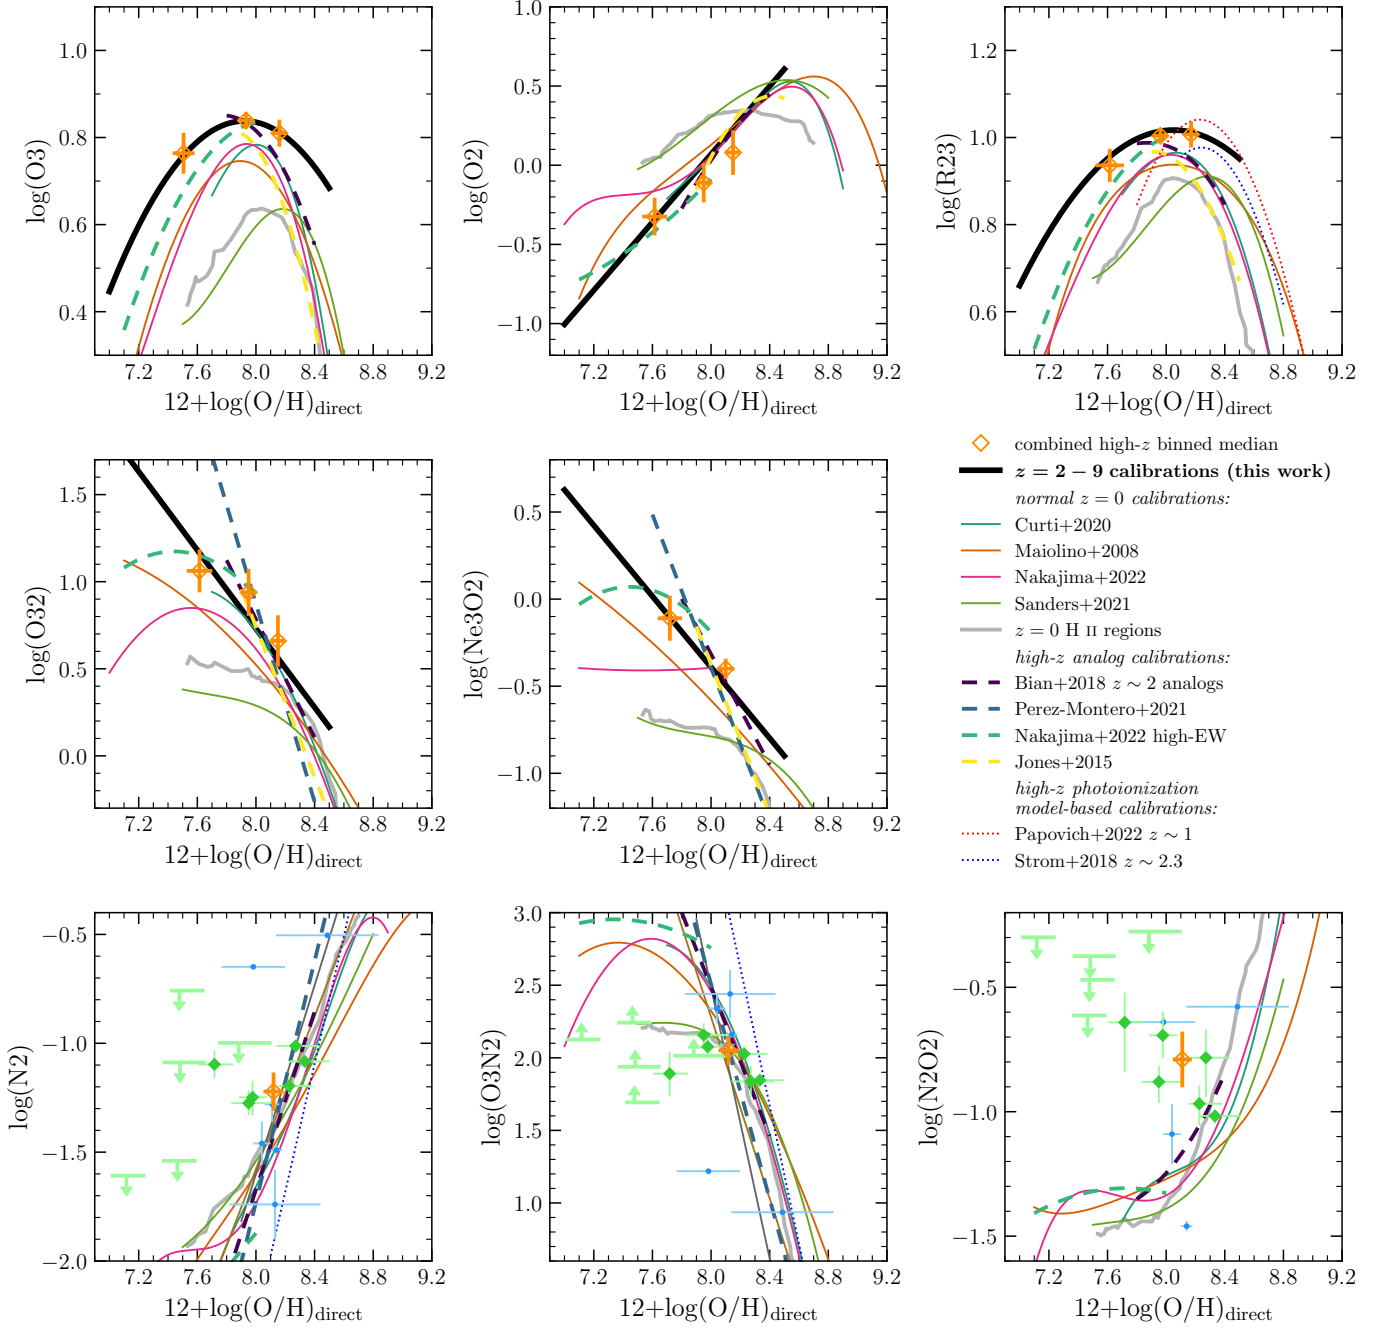 1.0
0.8
0.6
0.4
log(O3)
7.2 7.6 8.0 8.4 8.8 9.2
12+log(O/H)direct
1.0
0.5
0.0
−0.5
−1.0
log(O2)
7.2 7.6 8.0 8.4 8.8 9.2
12+log(O/H)direct
1.2
1.0
0.8
0.6
log(R23)
7.2 7.6 8.0 8.4 8.8 9.2
12+log(O/H)direct
1.5
1.0
0.5
0.0
log(O32)
7.2 7.6 8.0 8.4 8.8 9.2
12+log(O/H)direct
0.5
0.0
−0.5
−1.0
log(Ne3O2)
7.2 7.6 8.0 8.4 8.8 9.2
12+log(O/H)direct
combined high-z binned median
z = 2 − 9 calibrations (this work)
normal z = 0 calibrations:
Curti+2020
Maiolino+2008
Nakajima+2022
Sanders+2021
z = 0 H II regions
high-z analog calibrations:
Bian+2018 z ∼ 2 analogs
Perez-Montero+2021
Nakajima+2022 high-EW
Jones+2015
high-z photoionization
model-based calibrations:
Papovich+2022 z ∼ 1
Strom+2018 z ∼ 2.3
−0.5
−1.0
−1.5
−2.0
log(N2)
7.2 7.6 8.0 8.4 8.8 9.2
12+log(O/H)direct
3.0
2.5
2.0
1.5
1.0
log(O3N2)
7.2 7.6 8.0 8.4 8.8 9.2
12+log(O/H)direct
−0.5
−1.0
−1.5
log(N2O2)
7.2 7.6 8.0 8.4 8.8 9.2
12+log(O/H)direct